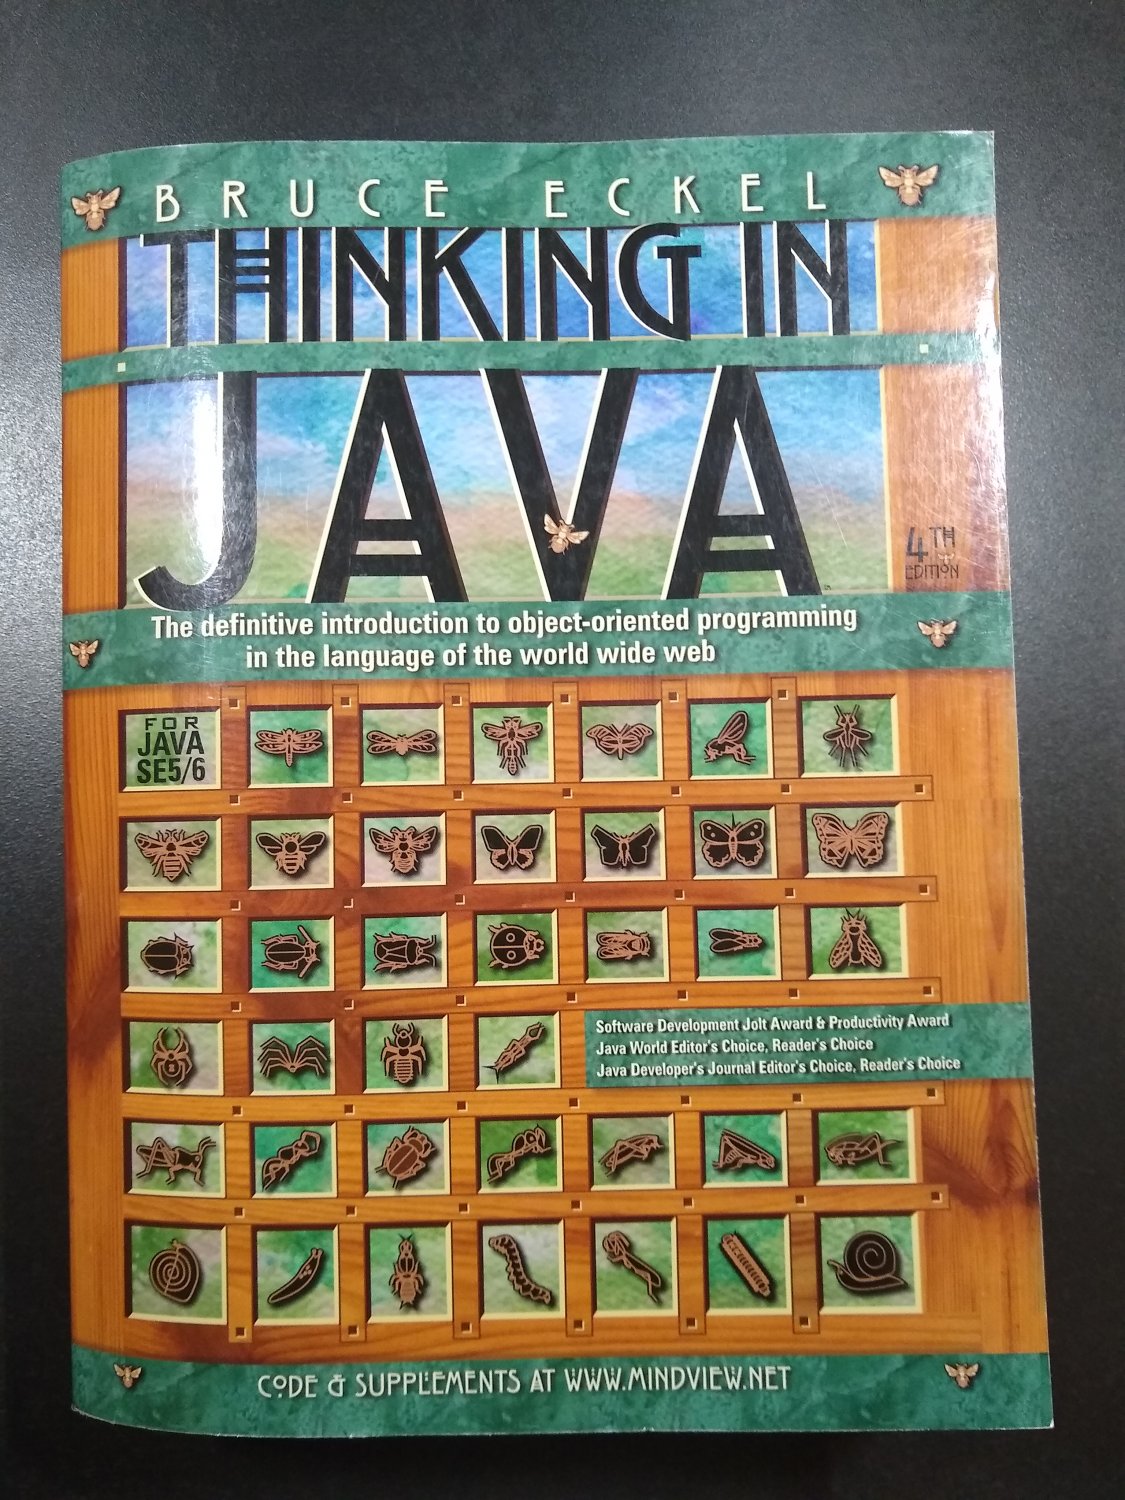 BRUCE ECKEL
THINKING IN
JAVA
4TH
EDITION
The definitive introduction to object-oriented programming
in the language of the world wide web
FOR
JAVA
SE5/6
Software Development Jolt Award & Productivity Award
Java World Editor's Choice, Reader's Choice
Java Developer's Journal Editor's Choice, Reader's Choice
CODE & SUPPLEMENTS AT WWW.MINDVIEW.NET